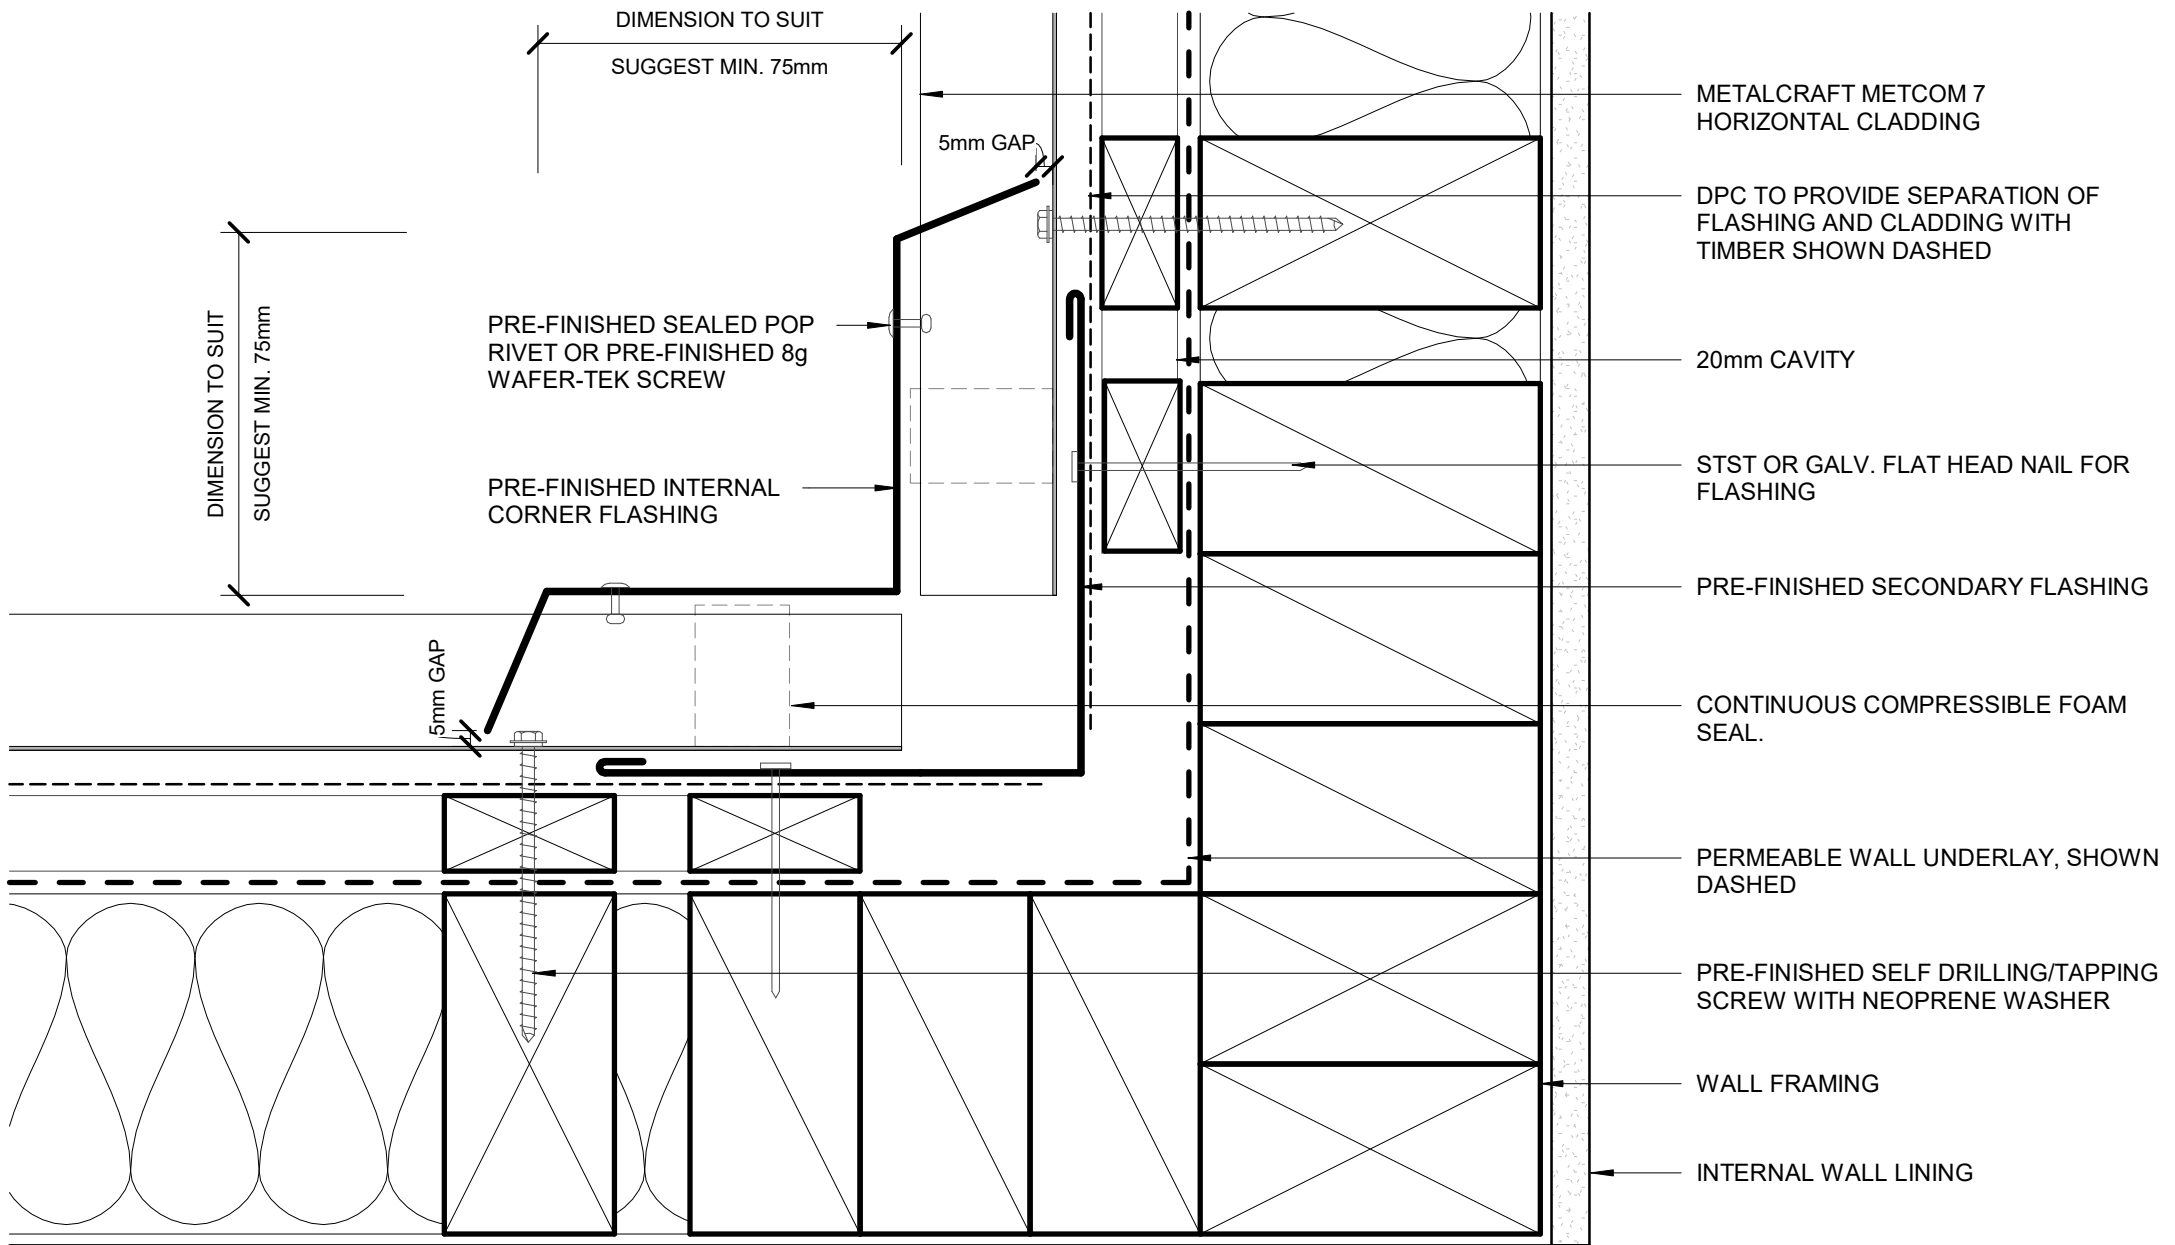 DIMENSION TO SUIT
SUGGEST MIN. 75mm
5mm GAP
DIMENSION TO SUIT
SUGGEST MIN. 75mm
PRE-FINISHED SEALED POP
RIVET OR PRE-FINISHED 8g
WAFER-TEK SCREW
PRE-FINISHED INTERNAL
CORNER FLASHING
5mm GAP
METALCRAFT METCOM 7
HORIZONTAL CLADDING
DPC TO PROVIDE SEPARATION OF
FLASHING AND CLADDING WITH
TIMBER SHOWN DASHED
20mm CAVITY
STST OR GALV. FLAT HEAD NAIL FOR
FLASHING
PRE-FINISHED SECONDARY FLASHING
CONTINUOUS COMPRESSIBLE FOAM
SEAL.
PERMEABLE WALL UNDERLAY, SHOWN
DASHED
PRE-FINISHED SELF DRILLING/TAPPING
SCREW WITH NEOPRENE WASHER
WALL FRAMING
INTERNAL WALL LINING